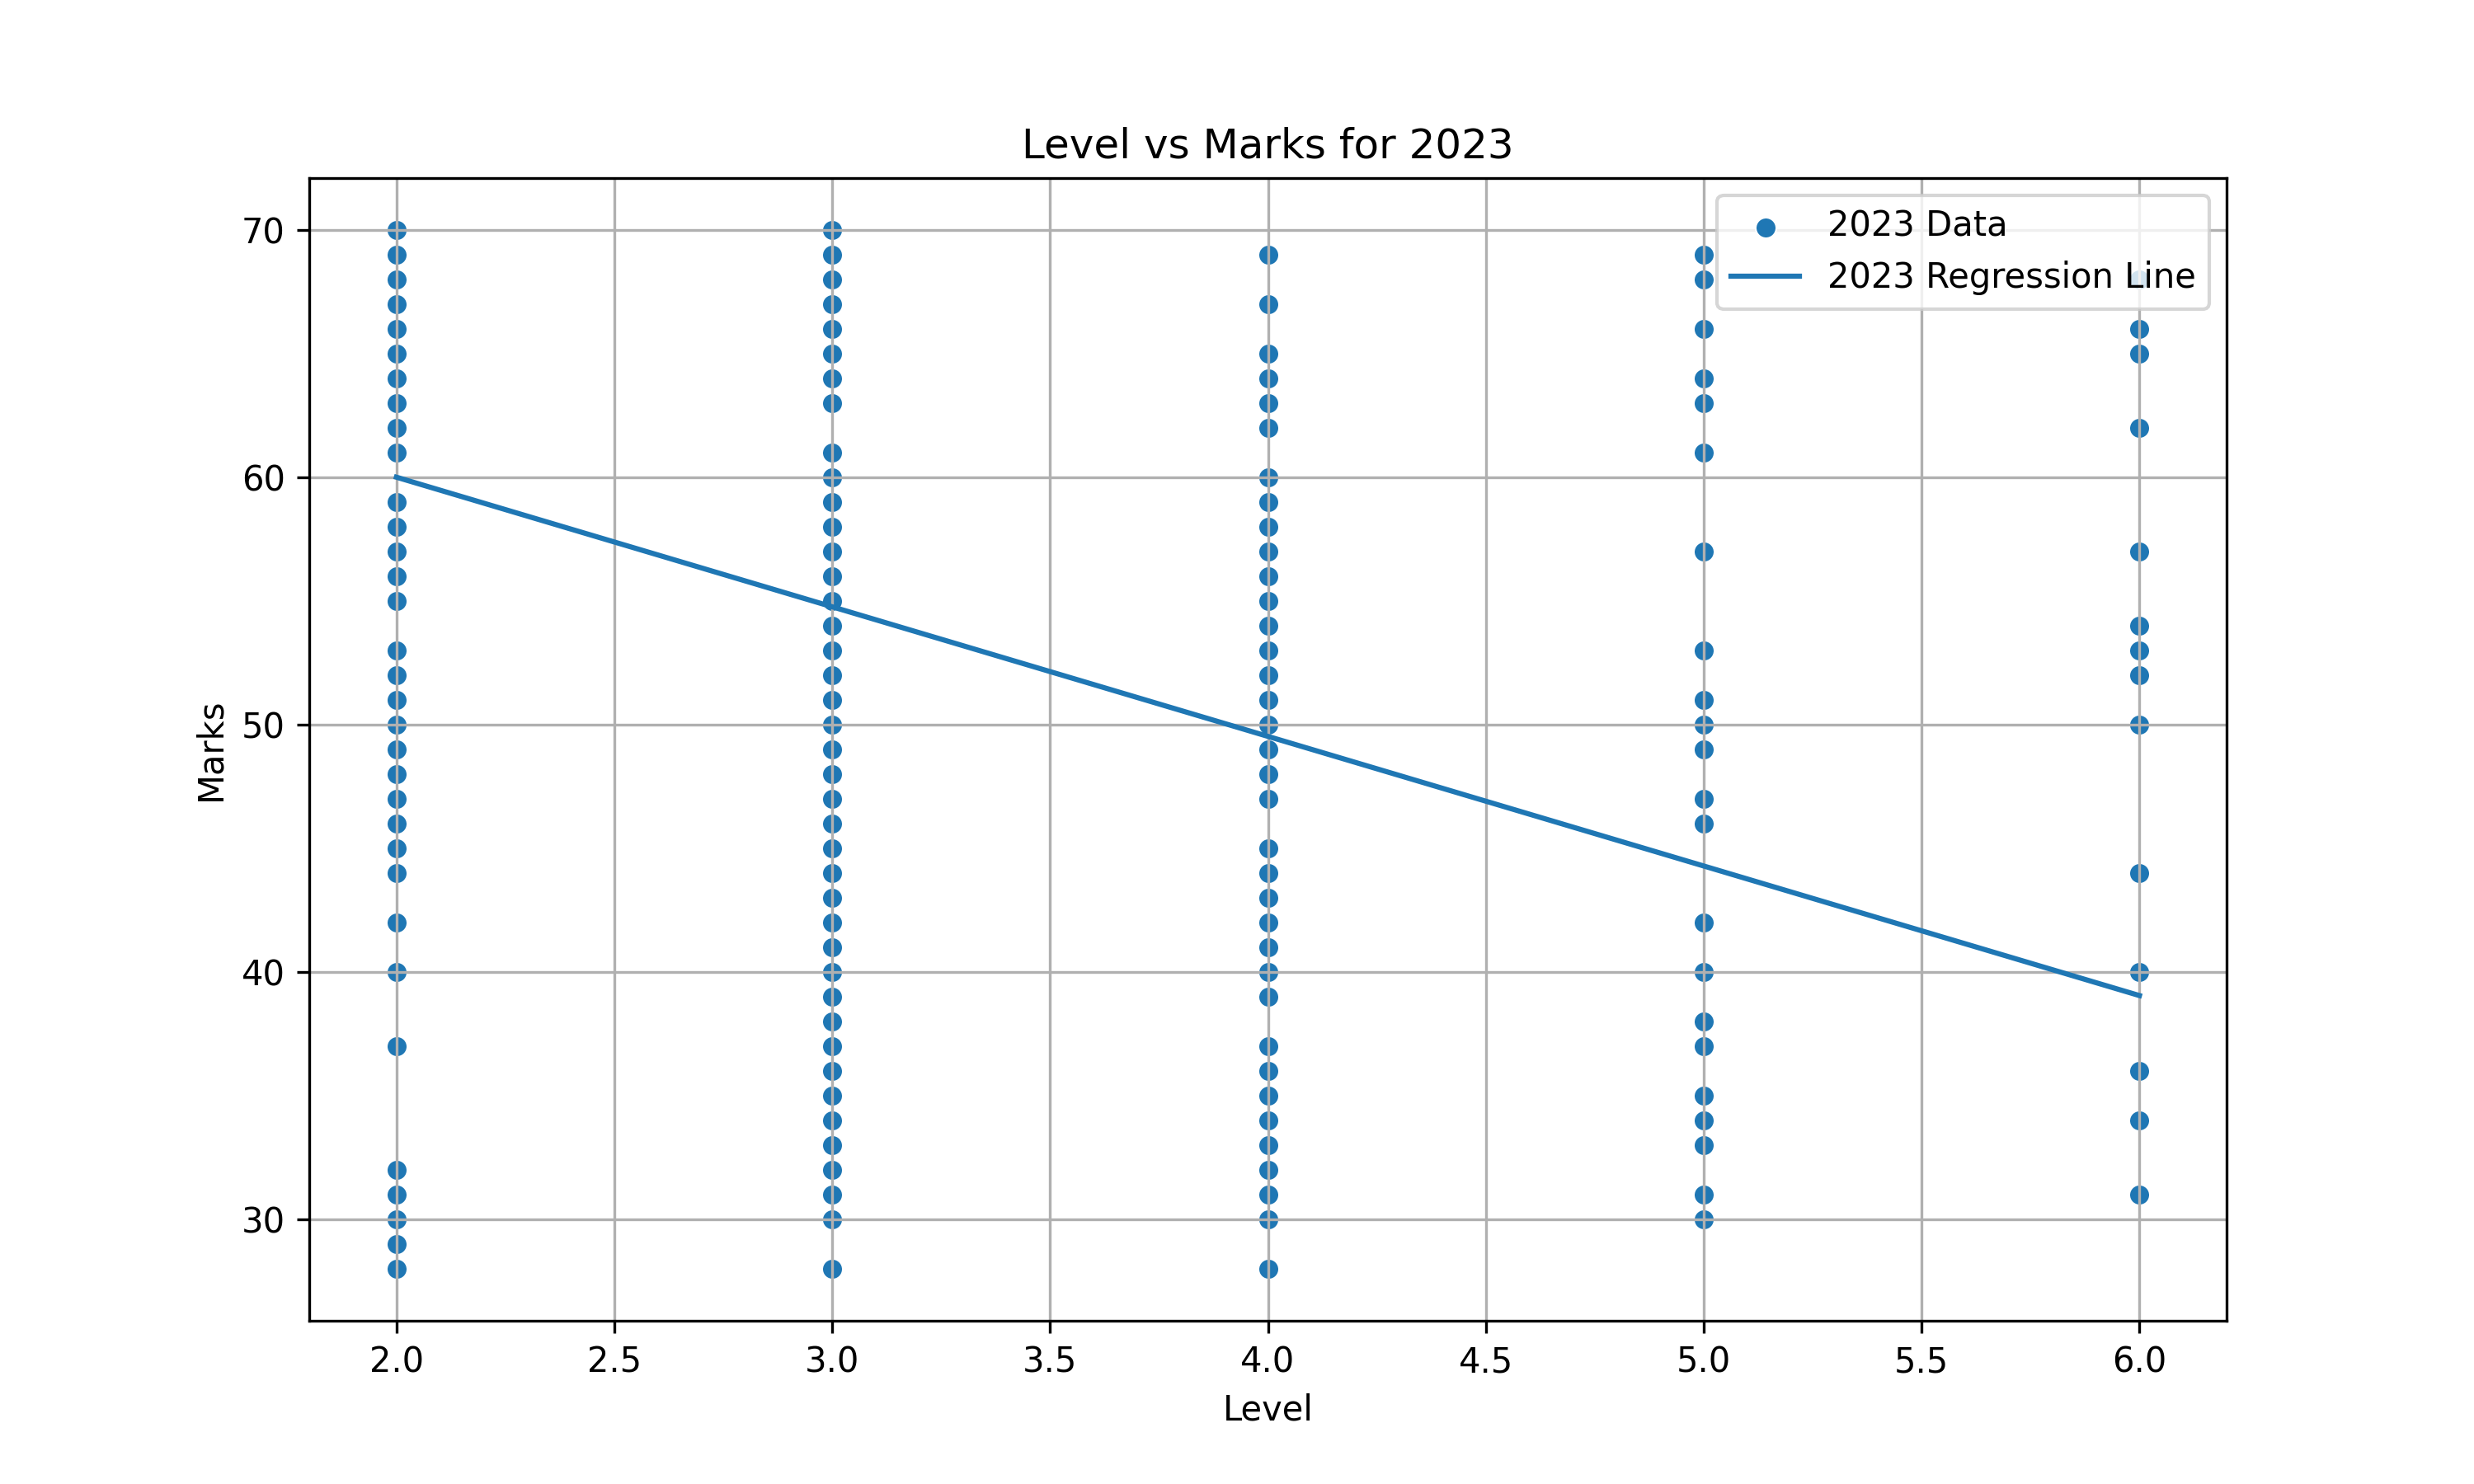 Level vs Marks for 2023
2023 Data
2023 Regression Line
Marks
70
60
50
40
30
2.0 2.5 3.0 3.5 4.0 4.5 5.0 5.5 6.0
Level